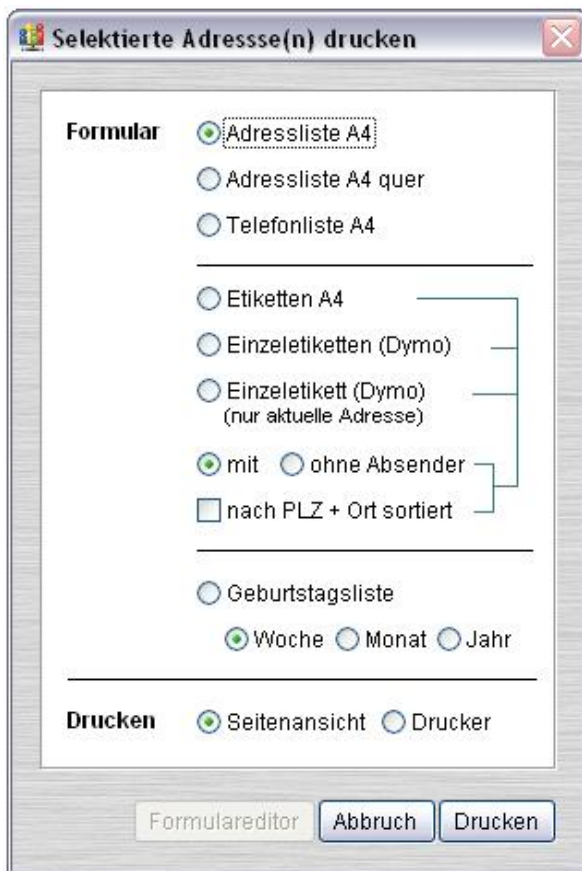 Selektierte Adressse(n) drucken
Formular
Adressliste A4
Adressliste A4 quer
Telefonliste A4
Etiketten A4
Einzeletiketten (Dymo)
Einzeletikett (Dymo)
(nur aktuelle Adresse)
mit ohne Absender
nach PLZ + Ort sortiert
Geburtstagsliste
Woche Monat Jahr
Drucken Seitenansicht Drucker
Formulareditor Abbruch Drucken